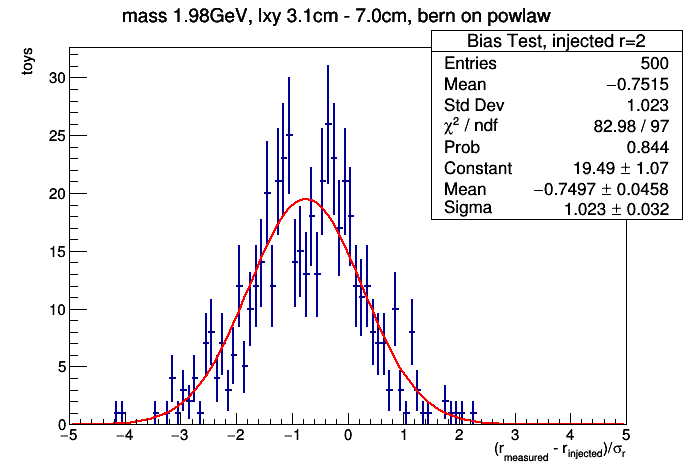 mass 1.98GeV, lxy 3.1cm - 7.0cm, bern on powlaw
toys
Bias Test, injected r=2
Entries 500
Mean −0.7515
Std Dev 1.023
χ² / ndf 82.98 / 97
Prob 0.844
Constant 19.49 ± 1.07
Mean −0.7497 ± 0.0458
Sigma 1.023 ± 0.032
30
25
20
15
10
5
0
−5 −4 −3 −2 −1 0 1 2 3 4 5
(r_measured - r_injected)/σ_r